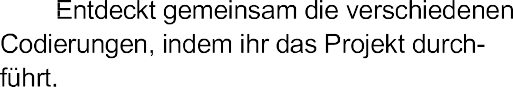 Entdeckt gemeinsam die verschiedenen
Codierungen, indem ihr das Projekt durch-
führt.